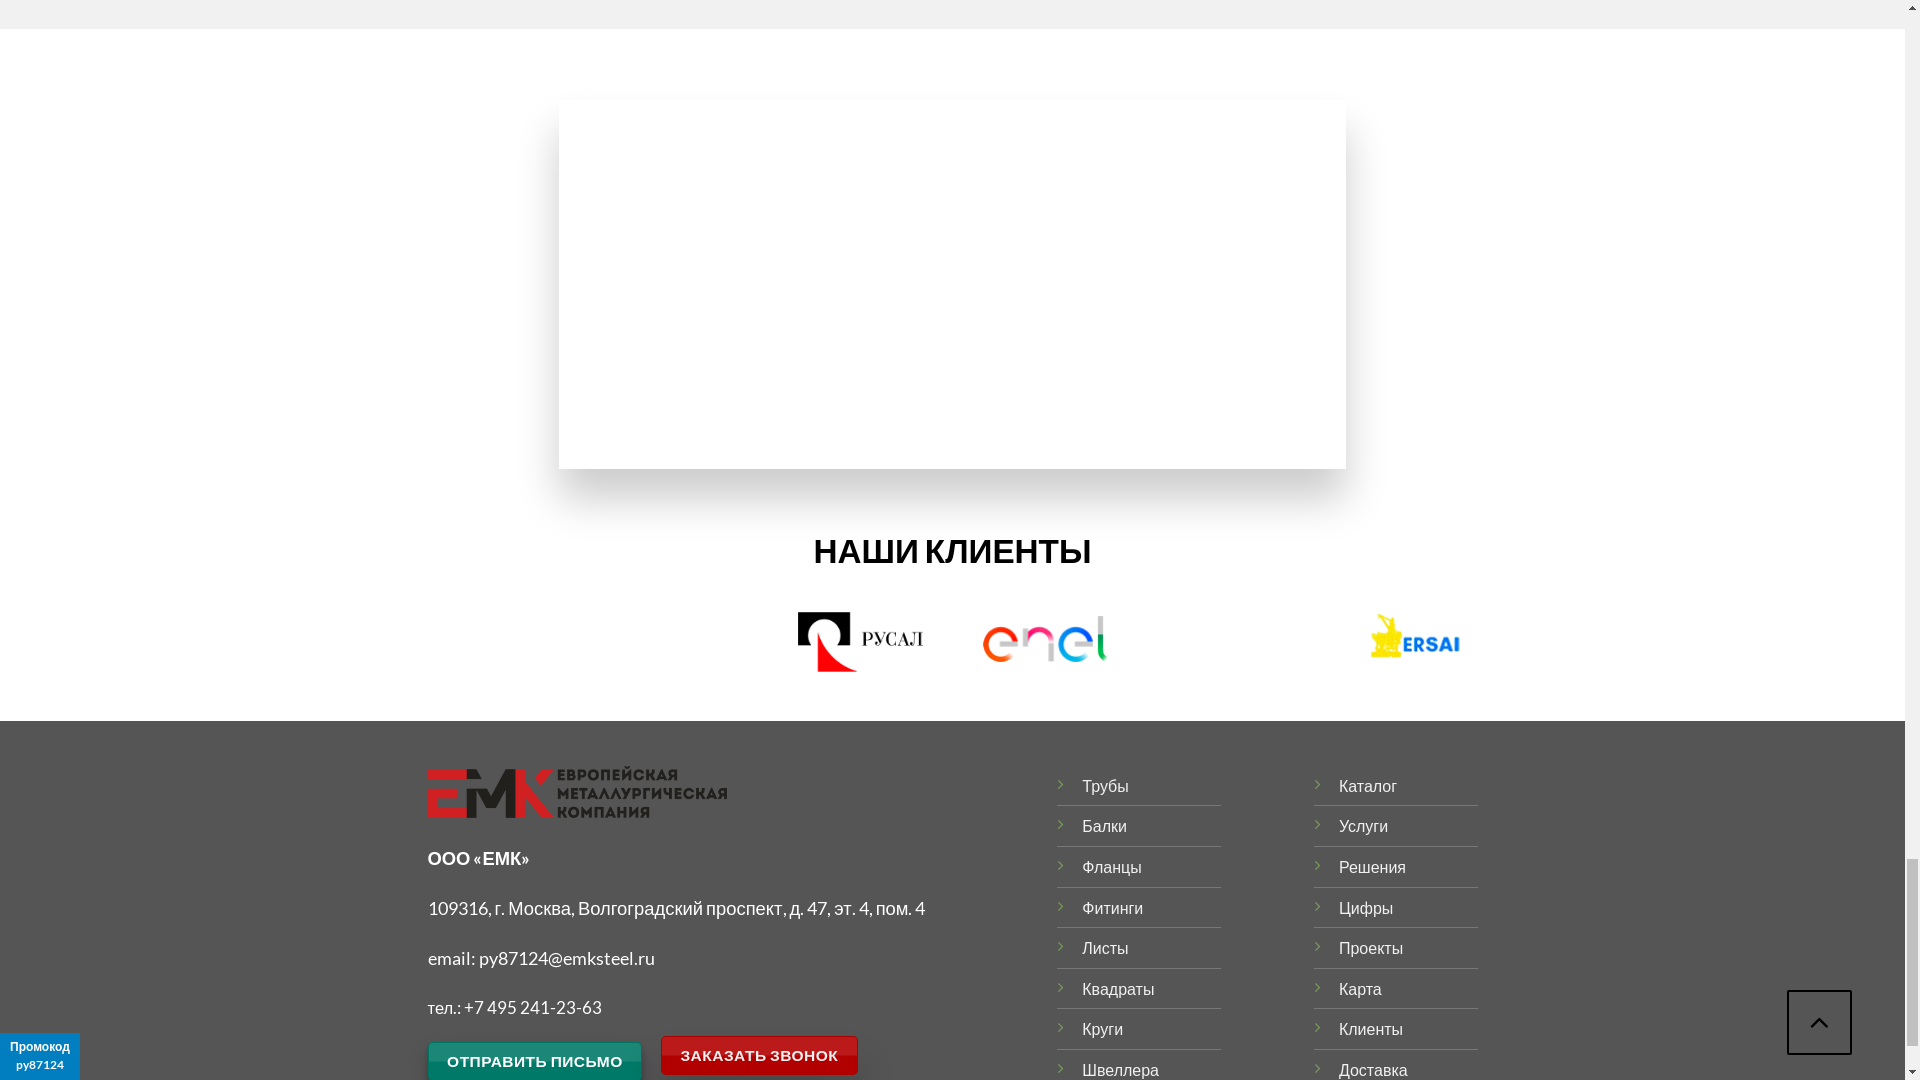 НАШИ КЛИЕНТЫ
РУСАЛ
enel
ERSAI
ЕМК ЕВРОПЕЙСКАЯ
МЕТАЛЛУРГИЧЕСКАЯ
КОМПАНИЯ
ООО «ЕМК»
109316, г. Москва, Волгоградский проспект, д. 47, эт. 4, пом. 4
email: py87124@emksteel.ru
тел.: +7 495 241-23-63
ОТПРАВИТЬ ПИСЬМО
ЗАКАЗАТЬ ЗВОНОК
Трубы
Балки
Фланцы
Фитинги
Листы
Квадраты
Круги
Швеллера
Каталог
Услуги
Решения
Цифры
Проекты
Карта
Клиенты
Доставка
Промокод
py87124